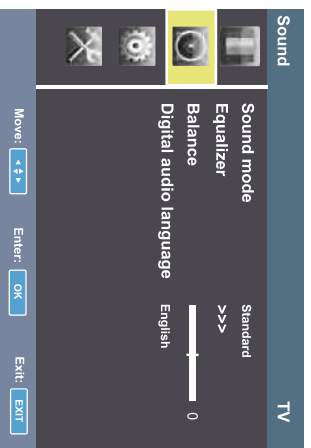 Sound TV
Sound mode Standard
Equalizer >>>
Balance 0
Digital audio language English
Move: Enter: OK Exit: EXIT